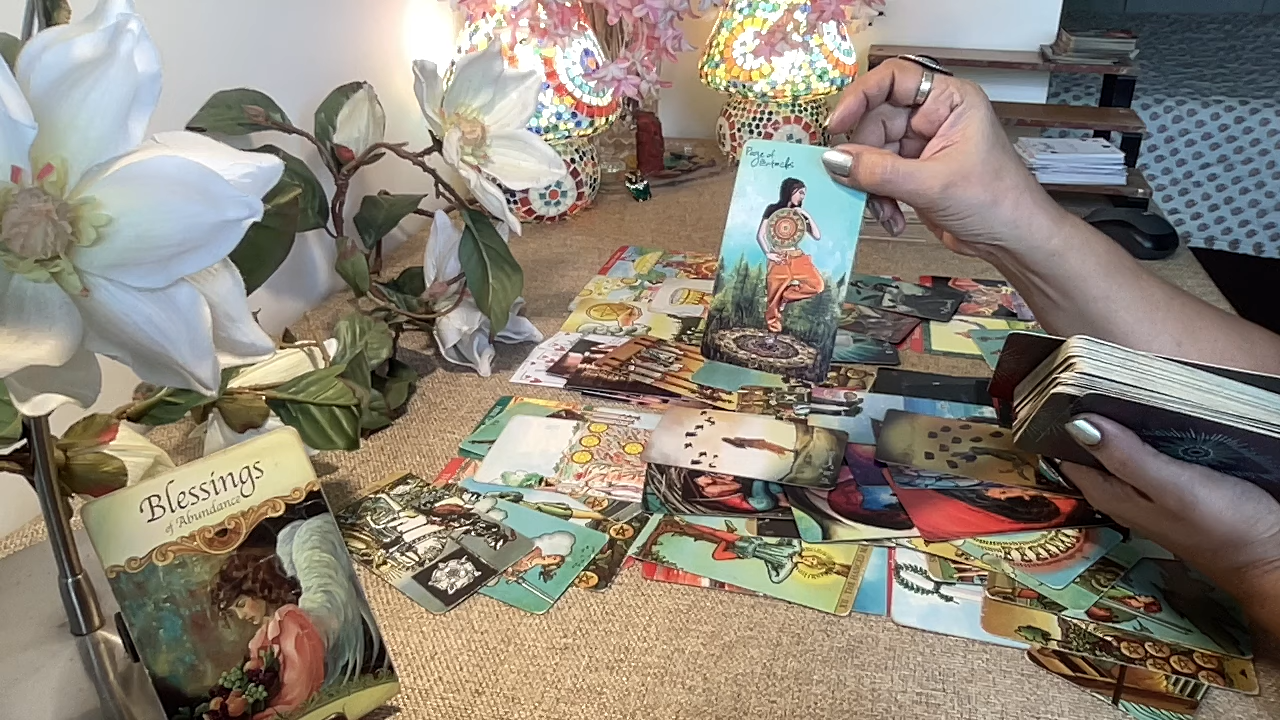 Page of
Pentacles
Blessings
of Abundance